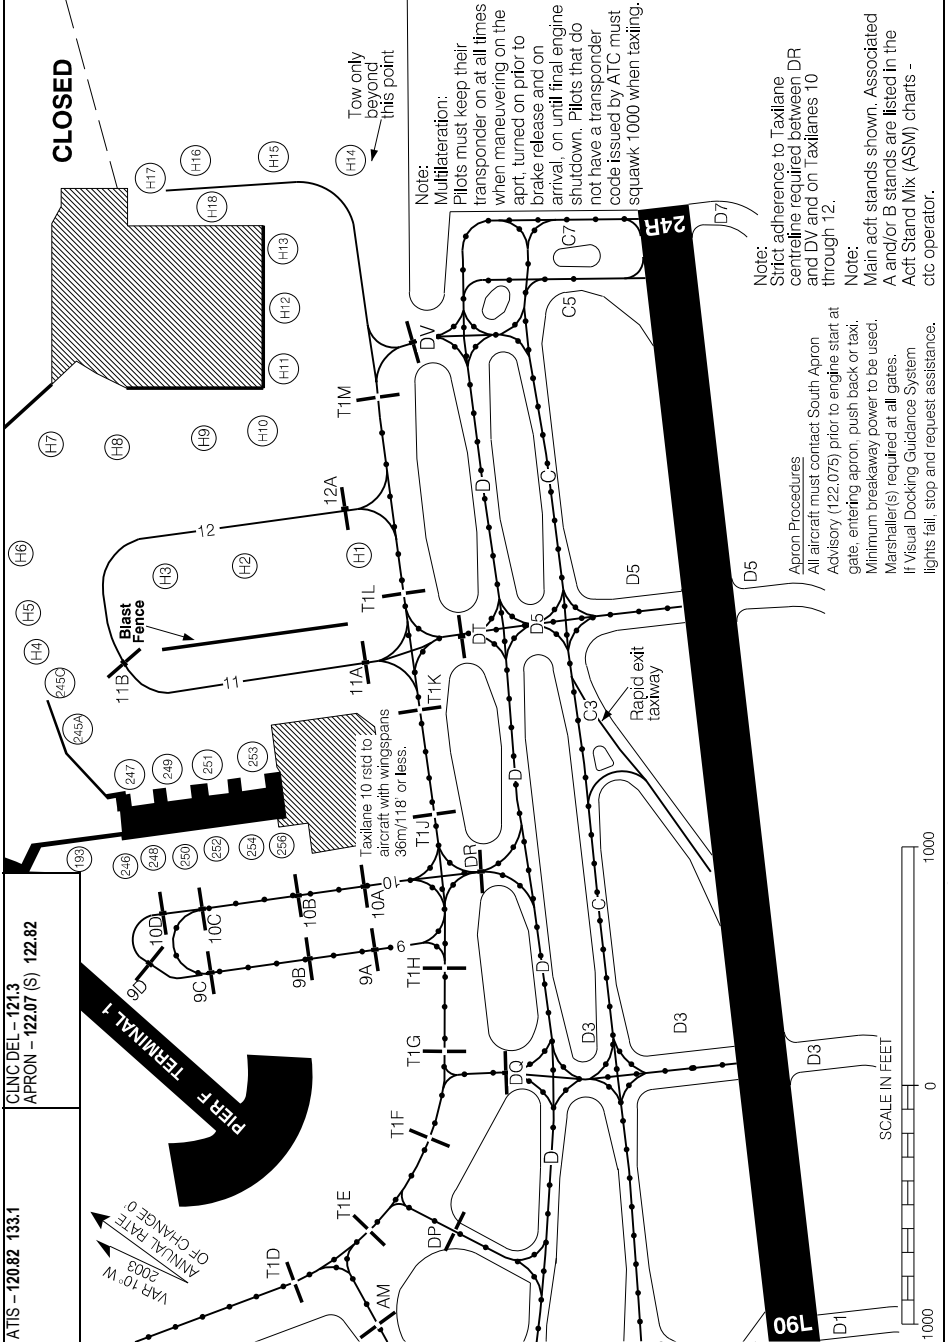 ATIS – 120.82 133.1
CLNC DEL – 121.3
APRON – 122.07 (S) 122.82
CLOSED
Tow only
beyond
this point
Note:
Multilateration:
Pilots must keep their
transponder on at all times
when maneuvering on the
aprt, turned on prior to
brake release and on
arrival, on until final engine
shutdown. Pilots that do
not have a transponder
code issued by ATC must
squawk 1000 when taxiing.
Note:
Strict adherence to Taxilane
centreline required between DR
and DV and on Taxilanes 10
through 12.
Note:
Main acft stands shown. Associated
A and/or B stands are listed in the
Acft Stand Mix (ASM) charts -
ctc operator.
Apron Procedures
All aircraft must contact South Apron
Advisory (122.075) prior to engine start at
gate, entering apron, push back or taxi.
Minimum breakaway power to be used.
Marshaller(s) required at all gates.
If Visual Docking Guidance System
lights fail, stop and request assistance.
VAR 10° W
2003
ANNUAL RATE
OF CHANGE 0'
PIER F TERMINAL 1
Blast
Fence
Taxilane 10 rstd to
aircraft with wingspans
36m/118' or less.
Rapid exit
taxiway
H17
H16
H15
H14
H18
H13
H12
H11
H7
H8
H9
H10
H6
H5
H4
H3
H2
H1
245C
245A
247
249
251
253
193
246
248
250
252
254
256
12
12A
11
11A
11B
10
10A
10B
10C
10D
9
9A
9B
9C
9D
T1M
T1L
T1K
T1J
T1H
T1G
T1F
T1E
T1D
AM
DP
DQ
DR
DT
DV
D
D
D
D
C
C
C7
C5
C3
D7
D5
D5
D5
D3
D3
D3
D1
24R
06L
SCALE IN FEET
1000
0
1000